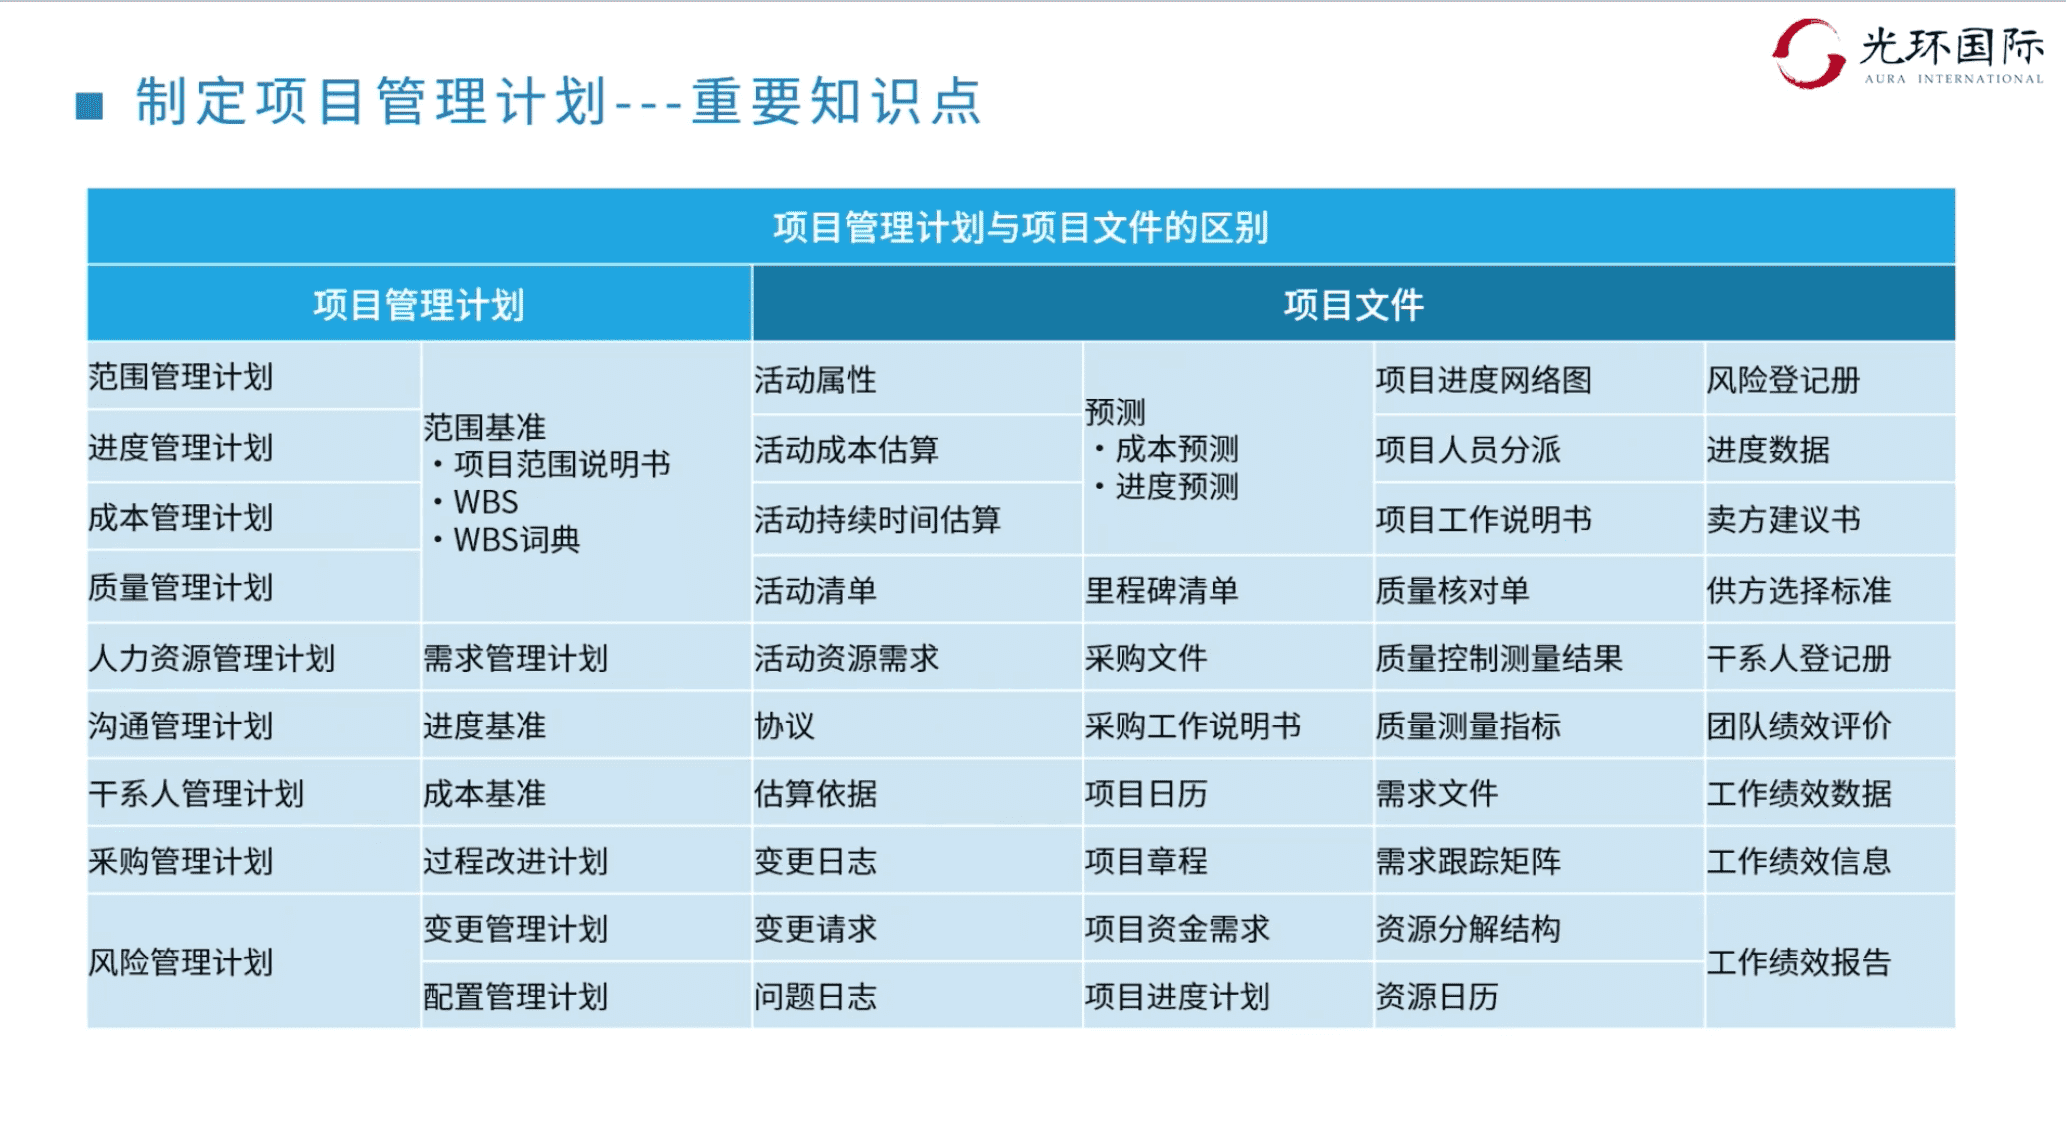 光环国际
AURA INTERNATIONAL
■ 制定项目管理计划---重要知识点
项目管理计划与项目文件的区别
项目管理计划
项目文件
范围管理计划
进度管理计划
成本管理计划
质量管理计划
范围基准
・项目范围说明书
・WBS
・WBS词典
活动属性
活动成本估算
活动持续时间估算
活动清单
预测
・成本预测
・进度预测
里程碑清单
项目进度网络图
项目人员分派
项目工作说明书
质量核对单
风险登记册
进度数据
卖方建议书
供方选择标准
人力资源管理计划
需求管理计划
活动资源需求
采购文件
质量控制测量结果
干系人登记册
沟通管理计划
进度基准
协议
采购工作说明书
质量测量指标
团队绩效评价
干系人管理计划
成本基准
估算依据
项目日历
需求文件
工作绩效数据
采购管理计划
过程改进计划
变更日志
项目章程
需求跟踪矩阵
工作绩效信息
风险管理计划
变更管理计划
变更请求
项目资金需求
资源分解结构
工作绩效报告
配置管理计划
问题日志
项目进度计划
资源日历